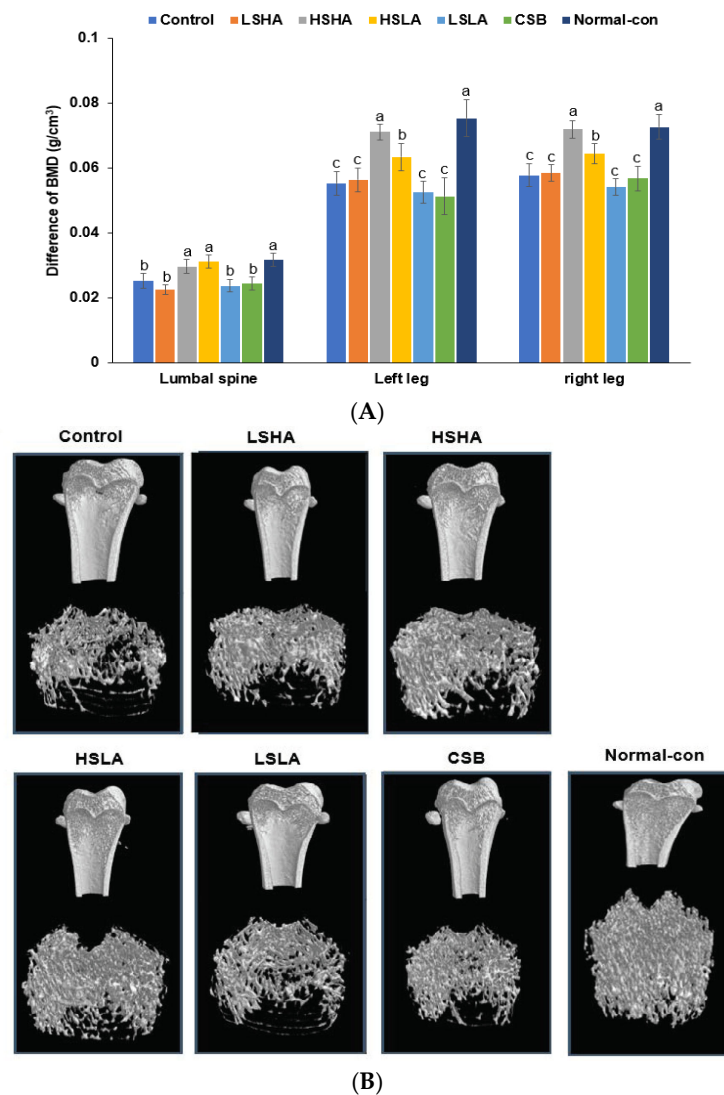 Control LSHA HSHA HSLA LSLA CSB Normal-con
0.1
0.08
0.06
0.04
0.02
0
Difference of BMD (g/cm³)
b b a a b b a
c c a b c c a
c c a b c c a
Lumbal spine Left leg right leg
(A)
Control LSHA HSHA
HSLA LSLA CSB Normal-con
(B)